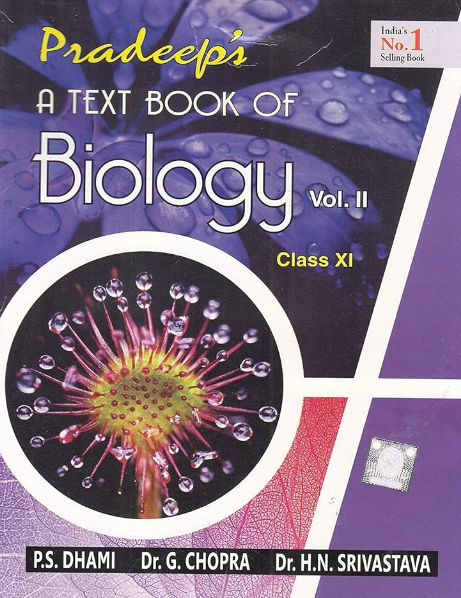 Pradeep's
India's
No.1
Selling Book
A TEXT BOOK OF
Biology Vol. II
Class XI
P.S. DHAMI Dr. G. CHOPRA Dr. H.N. SRIVASTAVA